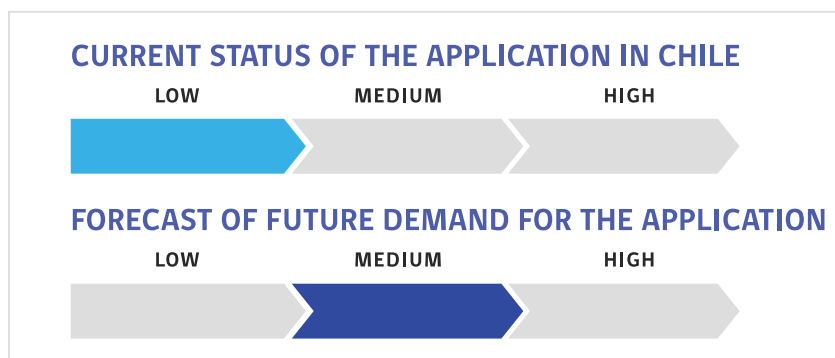 CURRENT STATUS OF THE APPLICATION IN CHILE
LOW MEDIUM HIGH
FORECAST OF FUTURE DEMAND FOR THE APPLICATION
LOW MEDIUM HIGH